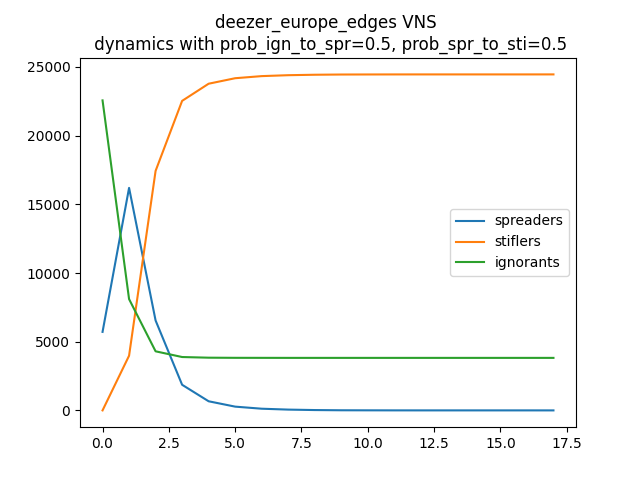 deezer_europe_edges VNS
dynamics with prob_ign_to_spr=0.5, prob_spr_to_sti=0.5
25000
20000
15000
10000
5000
0
spreaders
stiflers
ignorants
0.0 2.5 5.0 7.5 10.0 12.5 15.0 17.5